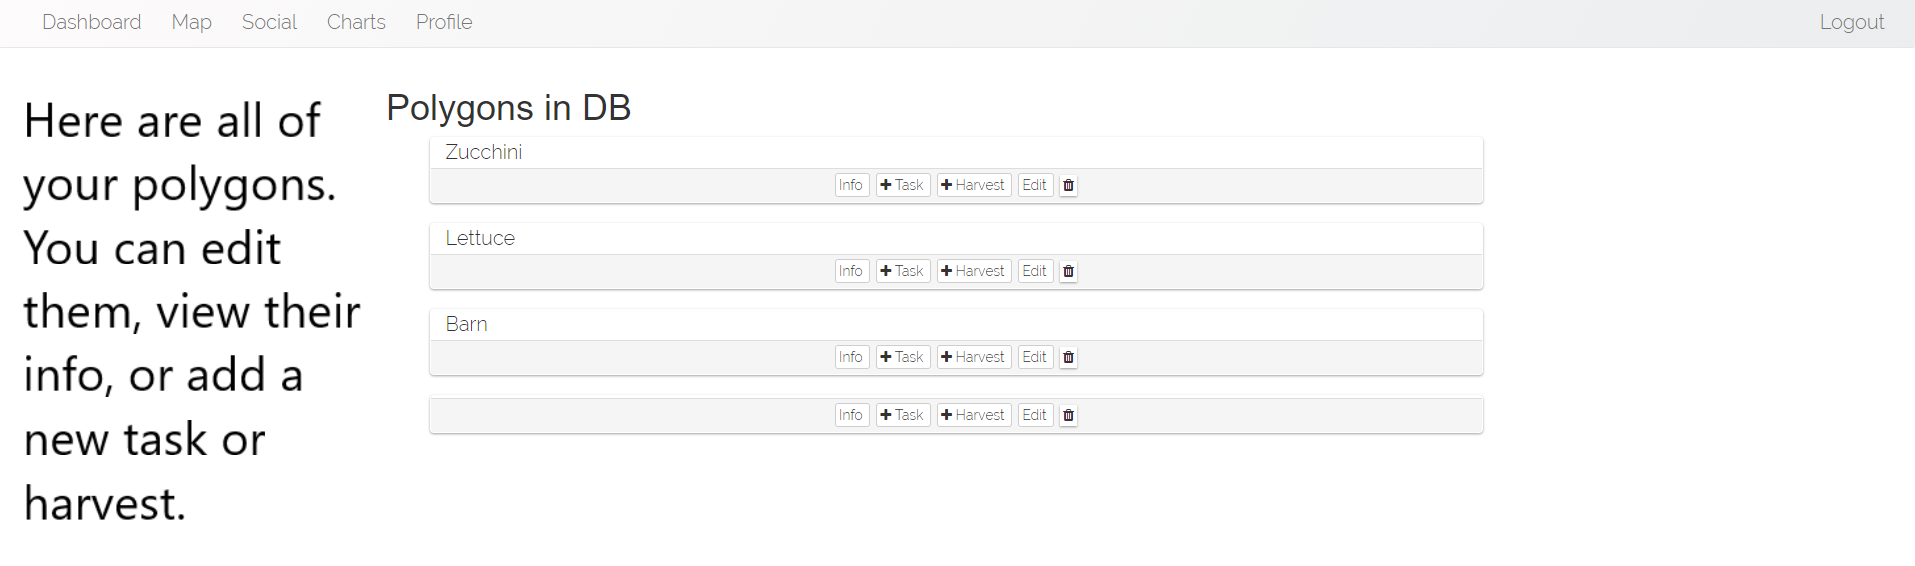 Dashboard Map Social Charts Profile Logout
Here are all of
your polygons.
You can edit
them, view their
info, or add a
new task or
harvest.
Polygons in DB
Zucchini
Info Task Harvest Edit
Lettuce
Info Task Harvest Edit
Barn
Info Task Harvest Edit
Info Task Harvest Edit